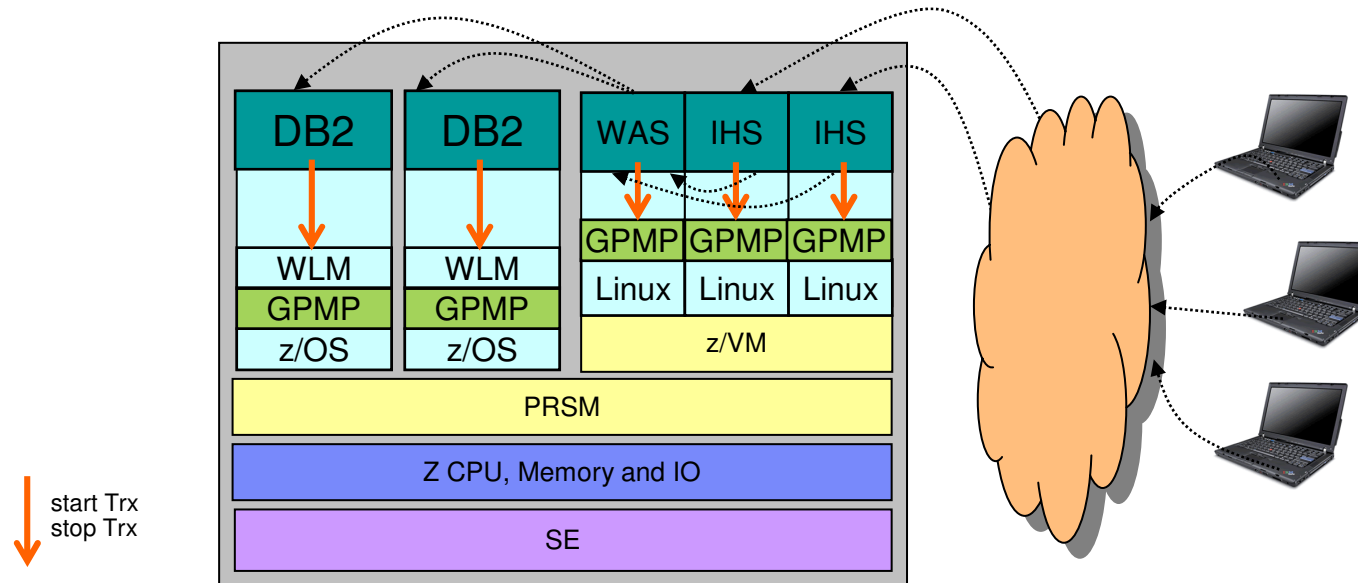 DB2
DB2
WAS
IHS
IHS
GPMP
GPMP
GPMP
WLM
WLM
Linux
Linux
Linux
GPMP
GPMP
z/OS
z/OS
z/VM
PRSM
Z CPU, Memory and IO
start Trx
stop Trx
SE